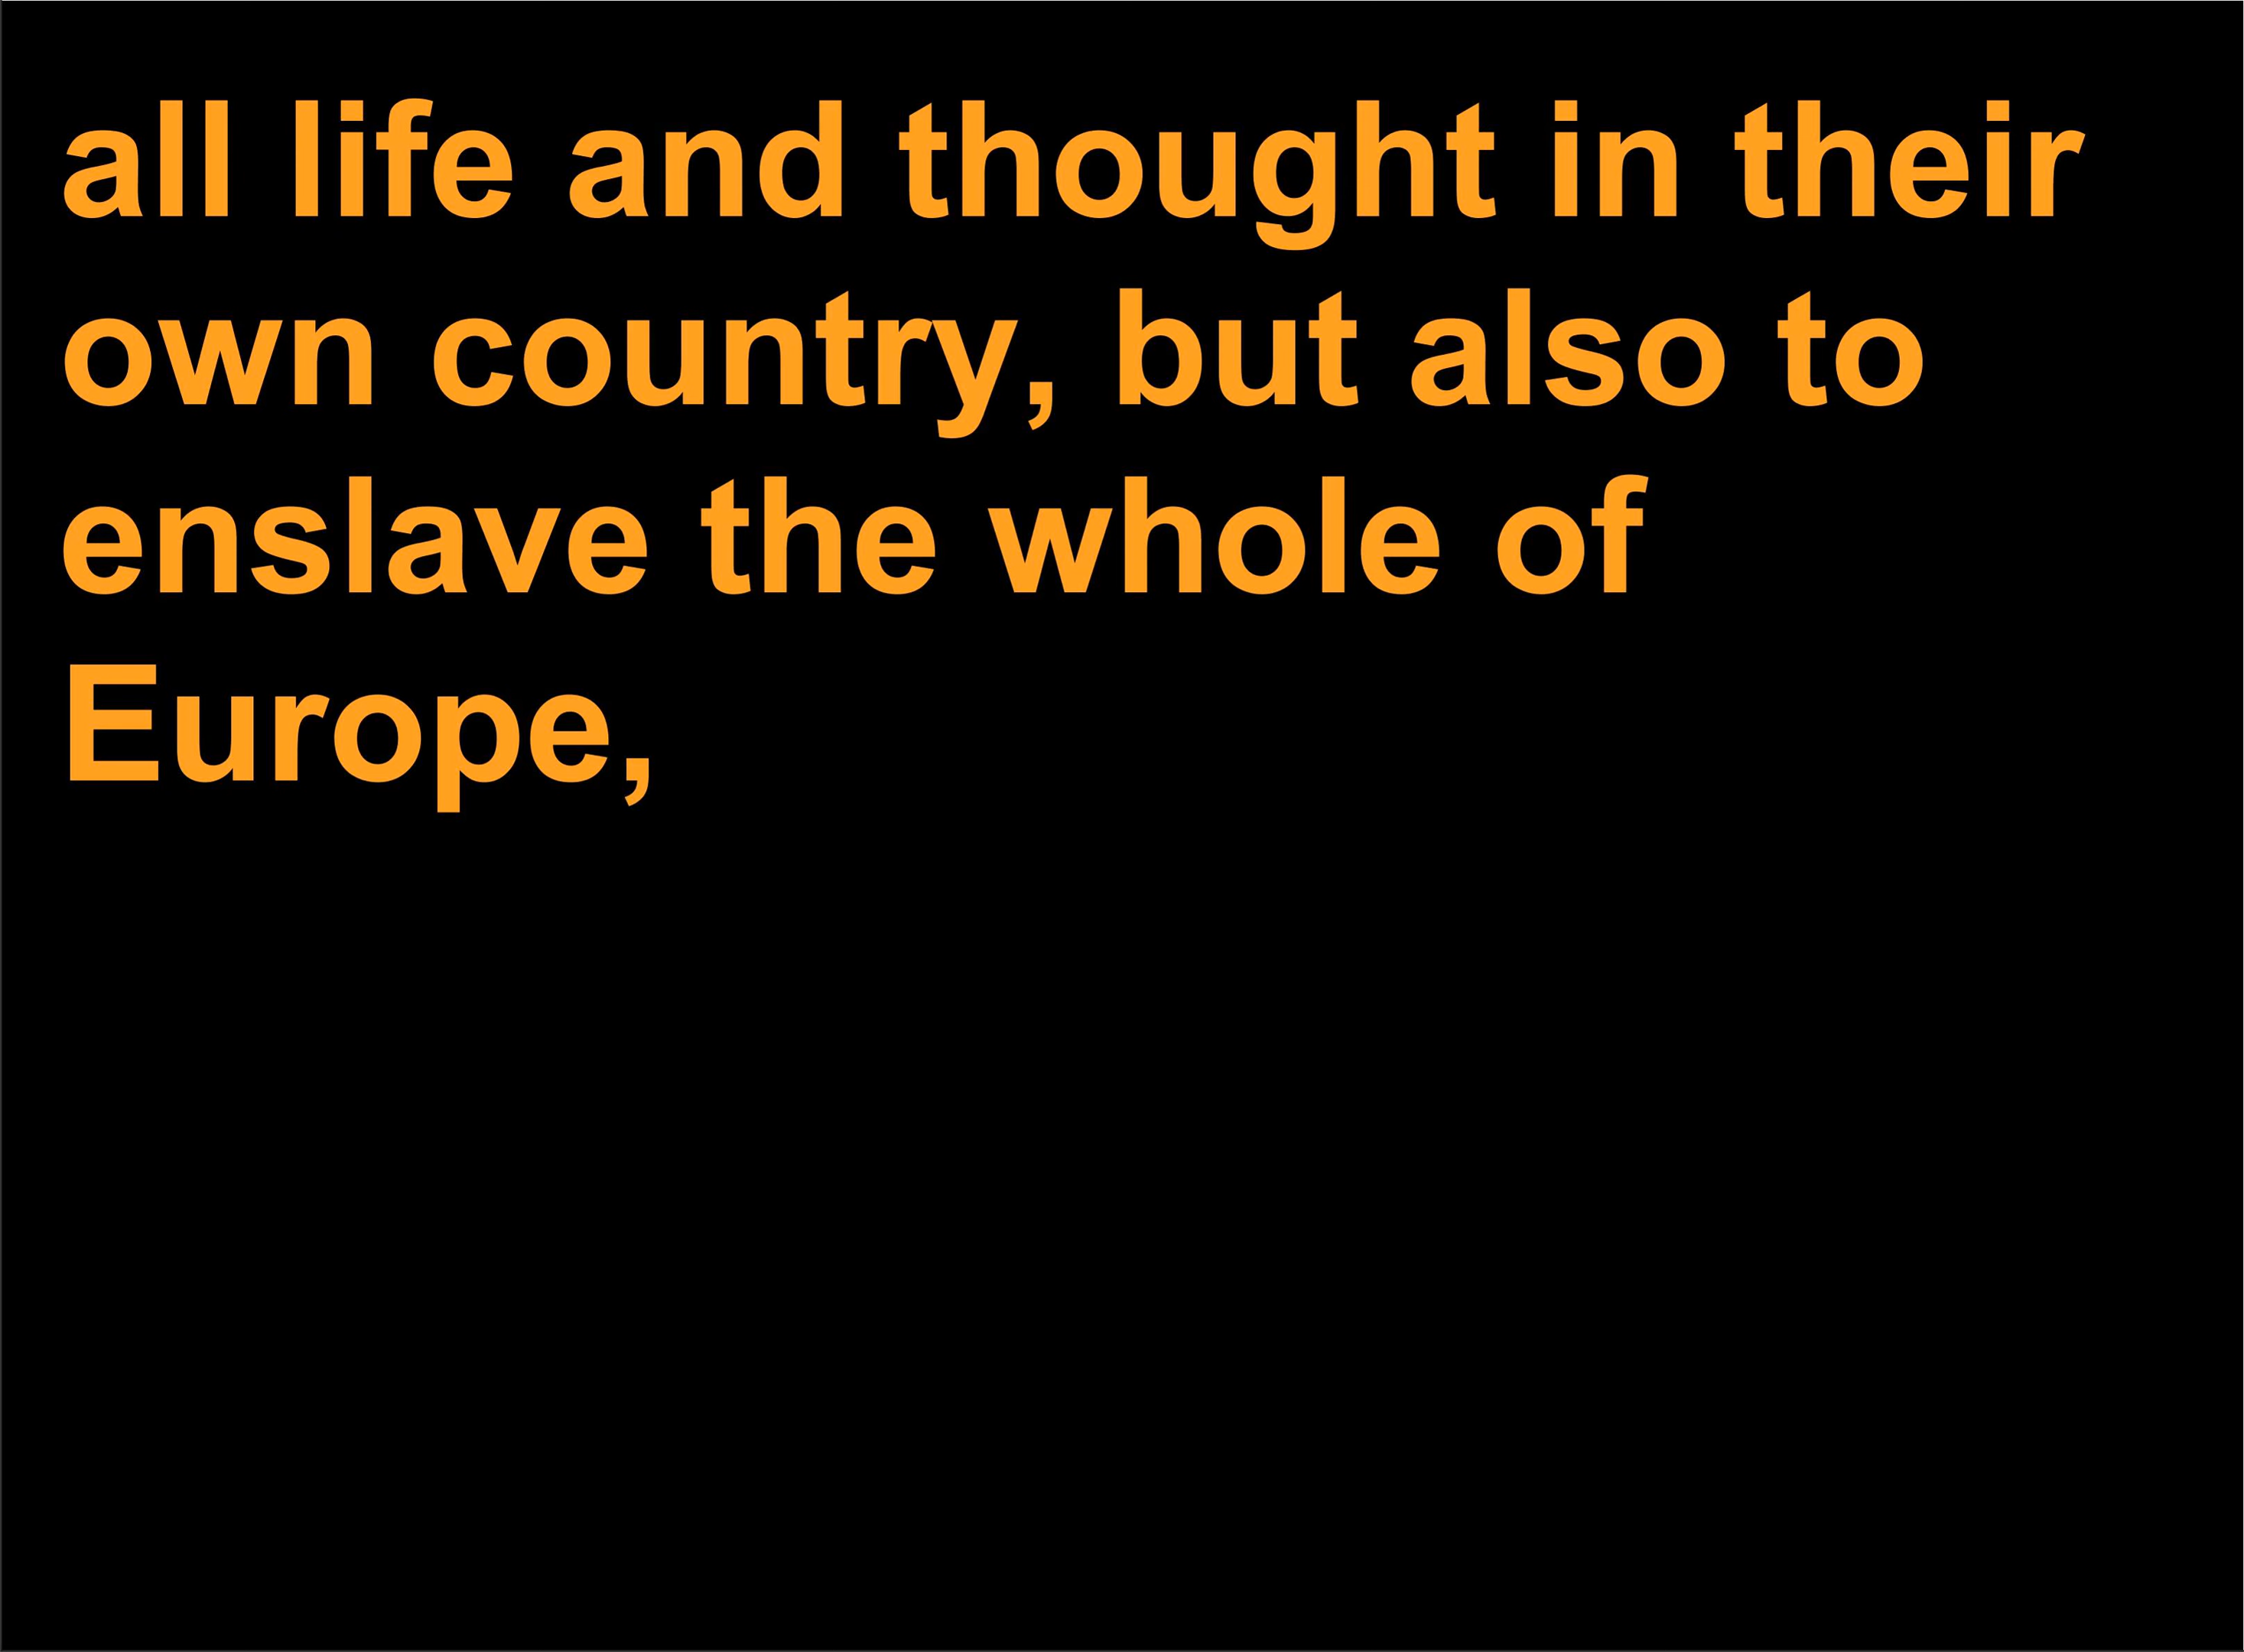 all life and thought in their
own country, but also to
enslave the whole of
Europe,